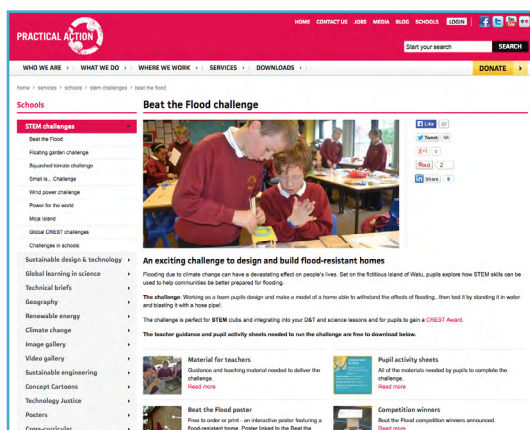 HOME CONTACT US JOBS MEDIA BLOG SCHOOLS LOGIN
PRACTICAL ACTION
Start your search SEARCH
WHO WE ARE WHAT WE DO WHERE WE WORK SERVICES DOWNLOADS DONATE
home > services > schools > stem challenges > beat the flood
Schools
STEM challenges
Beat the Flood
Floating garden challenge
Squashed tomato challenge
Small is... Challenge
Wind power challenge
Power for the world
Moja Island
Global CREST challenges
Challenges in schools
Sustainable design & technology
Global learning in science
Technical briefs
Geography
Renewable energy
Climate change
Image gallery
Video gallery
Sustainable engineering
Concept Cartoons
Technology Justice
Posters
Cross-curricular
Beat the Flood challenge
Like
Tweet
+1
Pin it 2
Share
An exciting challenge to design and build flood-resistant homes
Flooding due to climate change can have a devastating effect on people's lives. Set on the fictitious island of Watu, pupils explore how STEM skills can be
used to help communities be better prepared for flooding.
The challenge: Working as a team pupils design and make a model of a home able to withstand the effects of flooding...then test it by standing it in water
and blasting it with a hose pipe!
The challenge is perfect for STEM clubs and integrating into your D&T and science lessons and for pupils to gain a CREST Award.
The teacher guidance and pupil activity sheets needed to run the challenge are free to download below.
Material for teachers
Guidance and teaching material needed to deliver the
challenge.
Read more
Pupil activity sheets
All of the materials needed by pupils to complete the
challenge.
Read more
Beat the Flood poster
Free to order or print - an interactive poster featuring a
flood-resistant home. Poster linked to the Beat the
Competition winners
Beat the Flood competition winners announced.
Read more